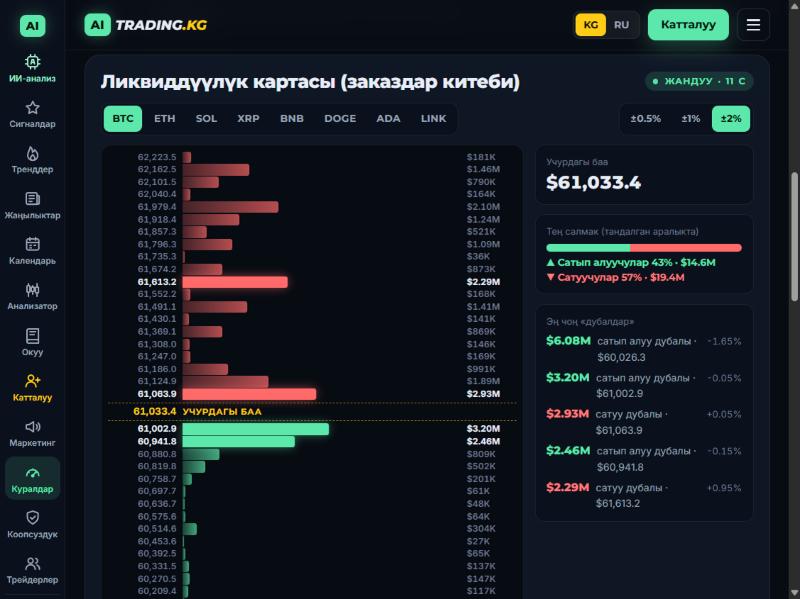 AI
ИИ-анализ
Сигналдар
Тренддер
Жаңылыктар
Календарь
Анализатор
Окуу
Катталуу
Маркетинг
Куралдар
Коопсуздук
Трейдерлер
AI TRADING.KG
KG RU
Катталуу
Ликвиддүүлүк картасы (заказдар китеби)
ЖАНДУУ · 11 С
BTC ETH SOL XRP BNB DOGE ADA LINK
±0.5% ±1% ±2%
62,223.5 $181K
62,162.5 $1.46M
62,101.5 $790K
62,040.4 $164K
61,979.4 $2.10M
61,918.4 $1.24M
61,857.3 $521K
61,796.3 $1.09M
61,735.3 $36K
61,674.2 $873K
61,613.2 $2.29M
61,552.2 $168K
61,491.1 $1.41M
61,430.1 $141K
61,369.1 $869K
61,308.0 $146K
61,247.0 $169K
61,186.0 $991K
61,124.9 $1.89M
61,063.9 $2.93M
61,033.4 УЧУРДАГЫ БАА
61,002.9 $3.20M
60,941.8 $2.46M
60,880.8 $809K
60,819.8 $502K
60,758.7 $201K
60,697.7 $61K
60,636.7 $48K
60,575.6 $64K
60,514.6 $304K
60,453.6 $27K
60,392.5 $65K
60,331.5 $137K
60,270.5 $147K
60,209.4 $117K
Учурдагы баа
$61,033.4
Тең салмак (тандалган аралыкта)
▲ Сатып алуучулар 43% · $14.6M
▼ Сатуучулар 57% · $19.4M
Эң чоң «дубалдар»
$6.08M сатып алуу дубалы · -1.65%
$60,026.3
$3.20M сатып алуу дубалы · -0.05%
$61,002.9
$2.93M сатуу дубалы · +0.05%
$61,063.9
$2.46M сатып алуу дубалы · -0.15%
$60,941.8
$2.29M сатуу дубалы · +0.95%
$61,613.2